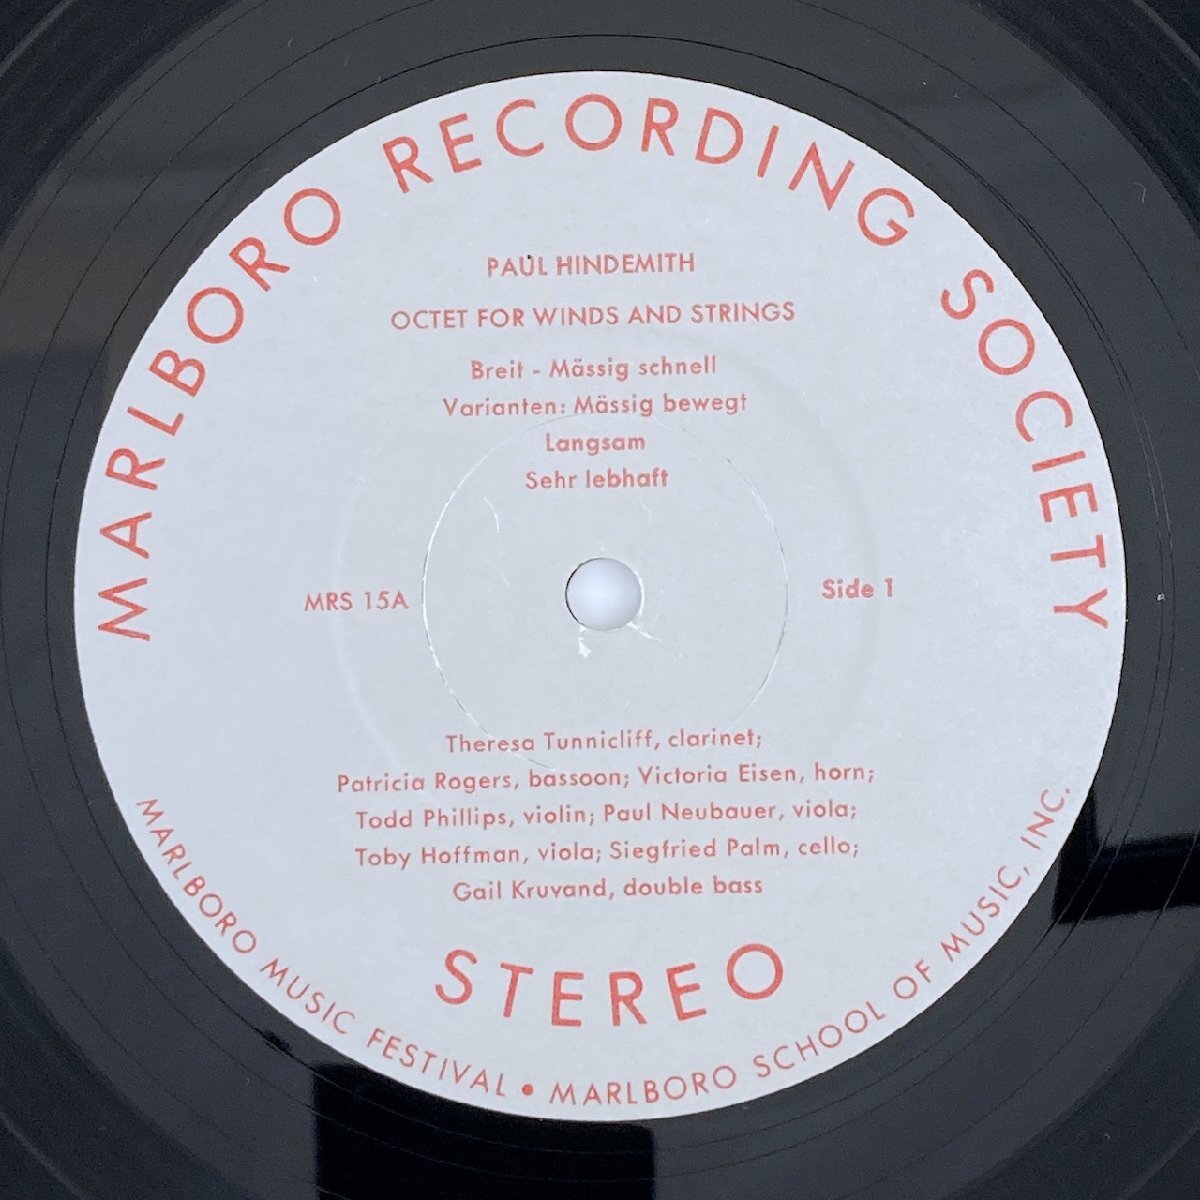 MARLBORO RECORDING SOCIETY
PAUL HINDEMITH
OCTET FOR WINDS AND STRINGS
Breit - Mässig schnell
Varianten: Mässig bewegt
Langsam
Sehr lebhaft
MRS 15A
Side 1
Theresa Tunnicliff, clarinet;
Patricia Rogers, bassoon; Victoria Eisen, horn;
Todd Phillips, violin; Paul Neubauer, viola;
Toby Hoffman, viola; Siegfried Palm, cello;
Gail Kruvand, double bass
STEREO
MARLBORO MUSIC FESTIVAL • MARLBORO SCHOOL OF MUSIC, INC.